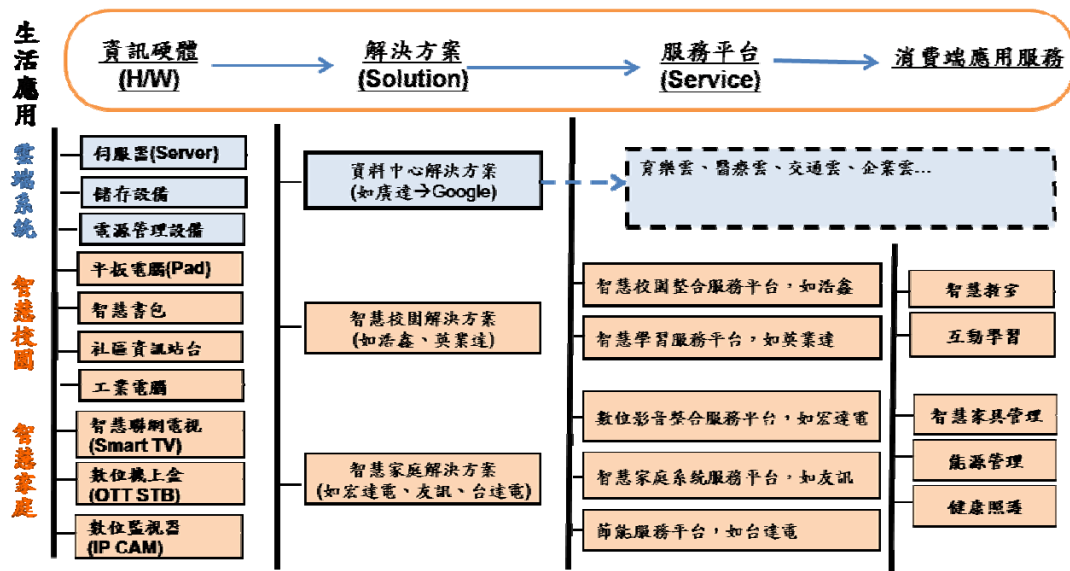 生活應用
資訊硬體
(H/W)
解決方案
(Solution)
服務平台
(Service)
消費端應用服務
雲端系統
伺服器(Server)
儲存設備
電源管理設備
資料中心解決方案
(如廣達→Google)
育樂雲、醫療雲、交通雲、企業雲...
智慧校園
平板電腦(Pad)
智慧書包
社區資訊站台
工業電腦
智慧校園解決方案
(如浩鑫、英業達)
智慧校園整合服務平台，如浩鑫
智慧學習服務平台，如英業達
智慧教室
互動學習
智慧家庭
智慧聯網電視
(Smart TV)
數位機上盒
(OTT STB)
數位監視器
(IP CAM)
智慧家庭解決方案
(如宏達電、友訊、台達電)
數位影音整合服務平台，如宏達電
智慧家庭系統服務平台，如友訊
節能服務平台，如台達電
智慧家具管理
能源管理
健康照護